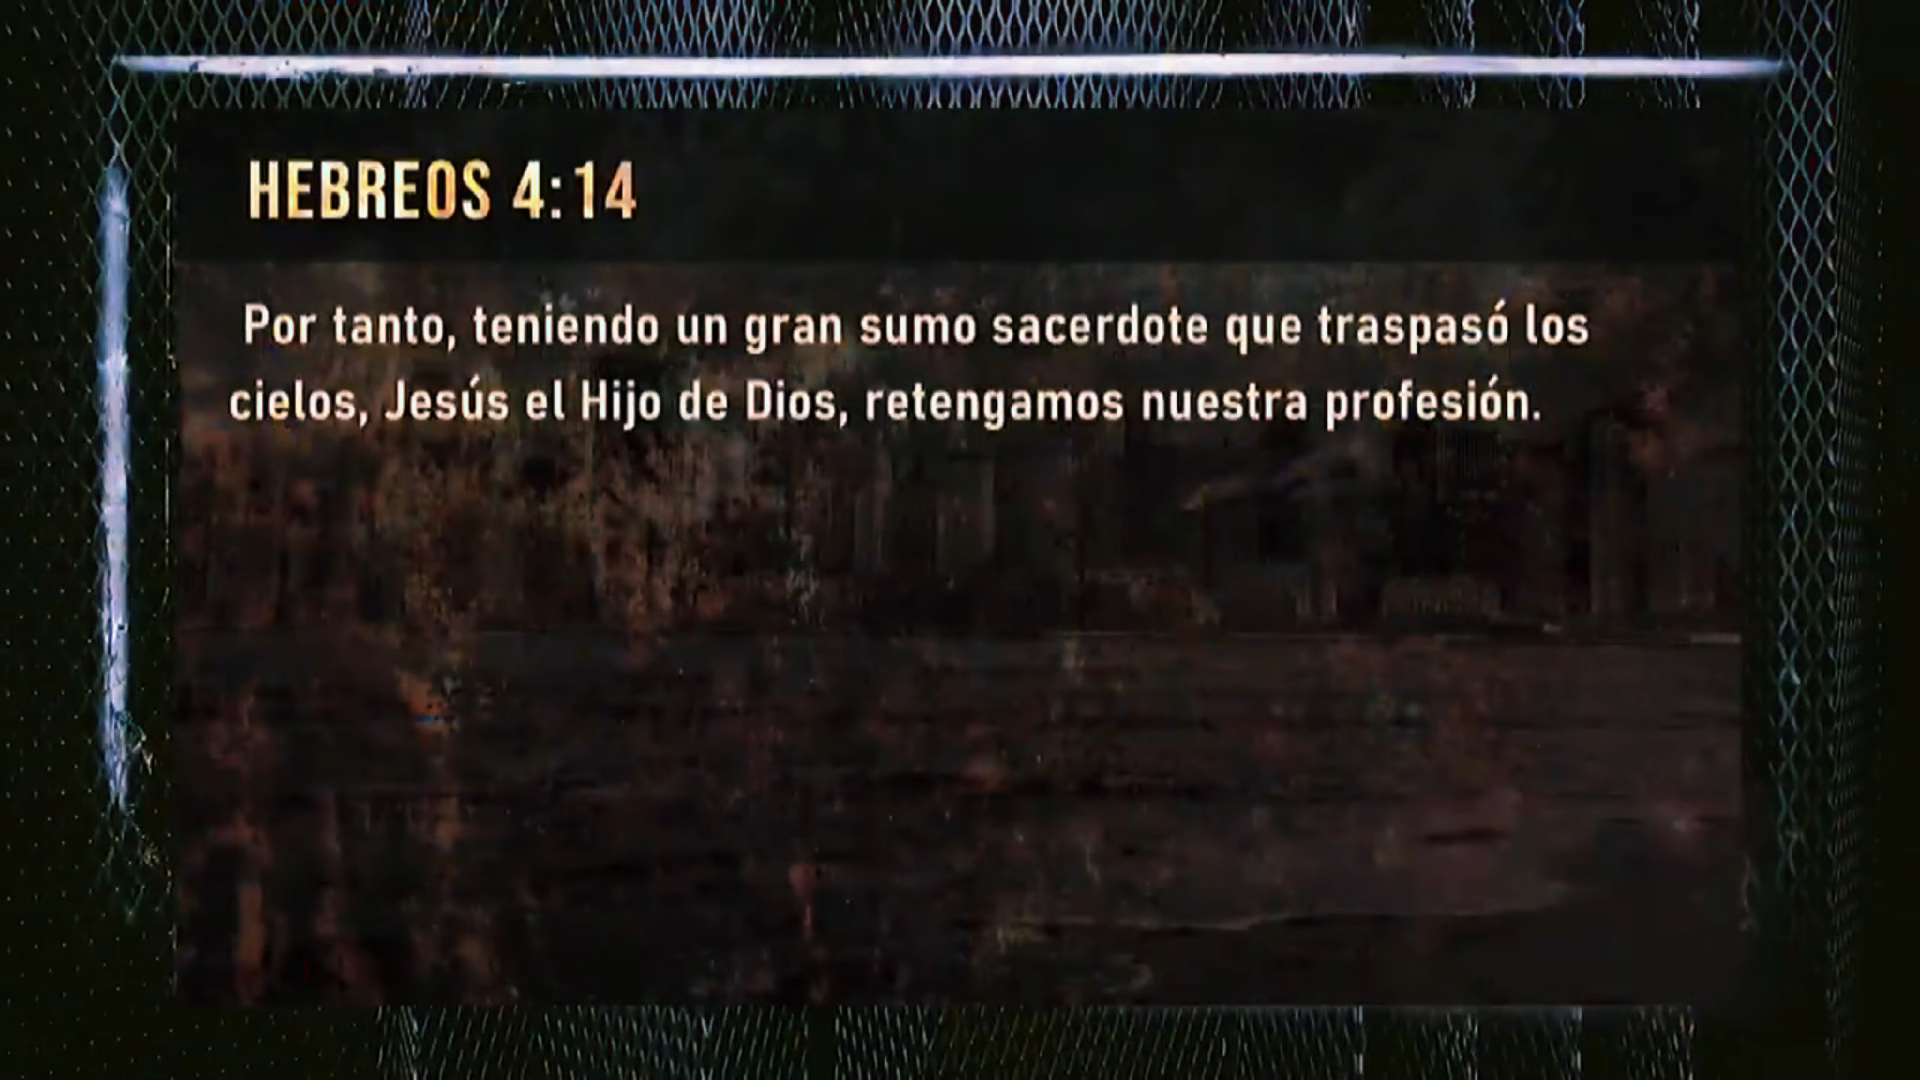 HEBREOS 4:14
Por tanto, teniendo un gran sumo sacerdote que traspasó los
cielos, Jesús el Hijo de Dios, retengamos nuestra profesión.